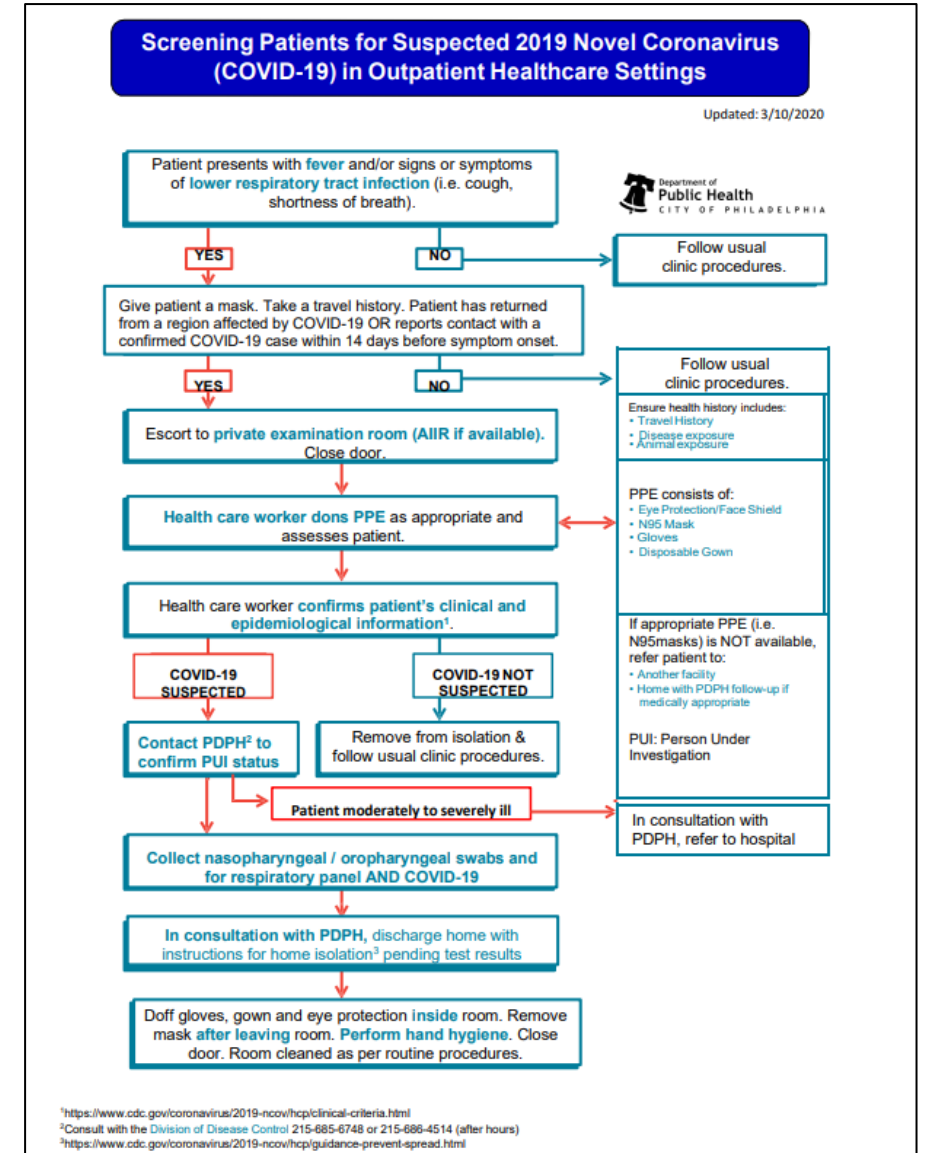 Screening Patients for Suspected 2019 Novel Coronavirus
(COVID-19) in Outpatient Healthcare Settings
Updated: 3/10/2020
Department of
Public Health
CITY OF PHILADELPHIA
Patient presents with fever and/or signs or symptoms
of lower respiratory tract infection (i.e. cough,
shortness of breath).
YES
NO
Follow usual
clinic procedures.
Give patient a mask. Take a travel history. Patient has returned
from a region affected by COVID-19 OR reports contact with a
confirmed COVID-19 case within 14 days before symptom onset.
YES
NO
Follow usual
clinic procedures.
Ensure health history includes:
• Travel History
• Disease exposure
• Animal exposure
Escort to private examination room (AIIR if available).
Close door.
Health care worker dons PPE as appropriate and
assesses patient.
PPE consists of:
• Eye Protection/Face Shield
• N95 Mask
• Gloves
• Disposable Gown
Health care worker confirms patient's clinical and
epidemiological information¹.
If appropriate PPE (i.e.
N95masks) is NOT available,
refer patient to:
• Another facility
• Home with PDPH follow-up if
medically appropriate
PUI: Person Under
Investigation
COVID-19
SUSPECTED
COVID-19 NOT
SUSPECTED
Contact PDPH² to
confirm PUI status
Remove from isolation &
follow usual clinic procedures.
Patient moderately to severely ill
In consultation with
PDPH, refer to hospital
Collect nasopharyngeal / oropharyngeal swabs and
for respiratory panel AND COVID-19
In consultation with PDPH, discharge home with
instructions for home isolation³ pending test results
Doff gloves, gown and eye protection inside room. Remove
mask after leaving room. Perform hand hygiene. Close
door. Room cleaned as per routine procedures.
¹https://www.cdc.gov/coronavirus/2019-ncov/hcp/clinical-criteria.html
²Consult with the Division of Disease Control 215-685-6748 or 215-686-4514 (after hours)
³https://www.cdc.gov/coronavirus/2019-ncov/hcp/guidance-prevent-spread.html